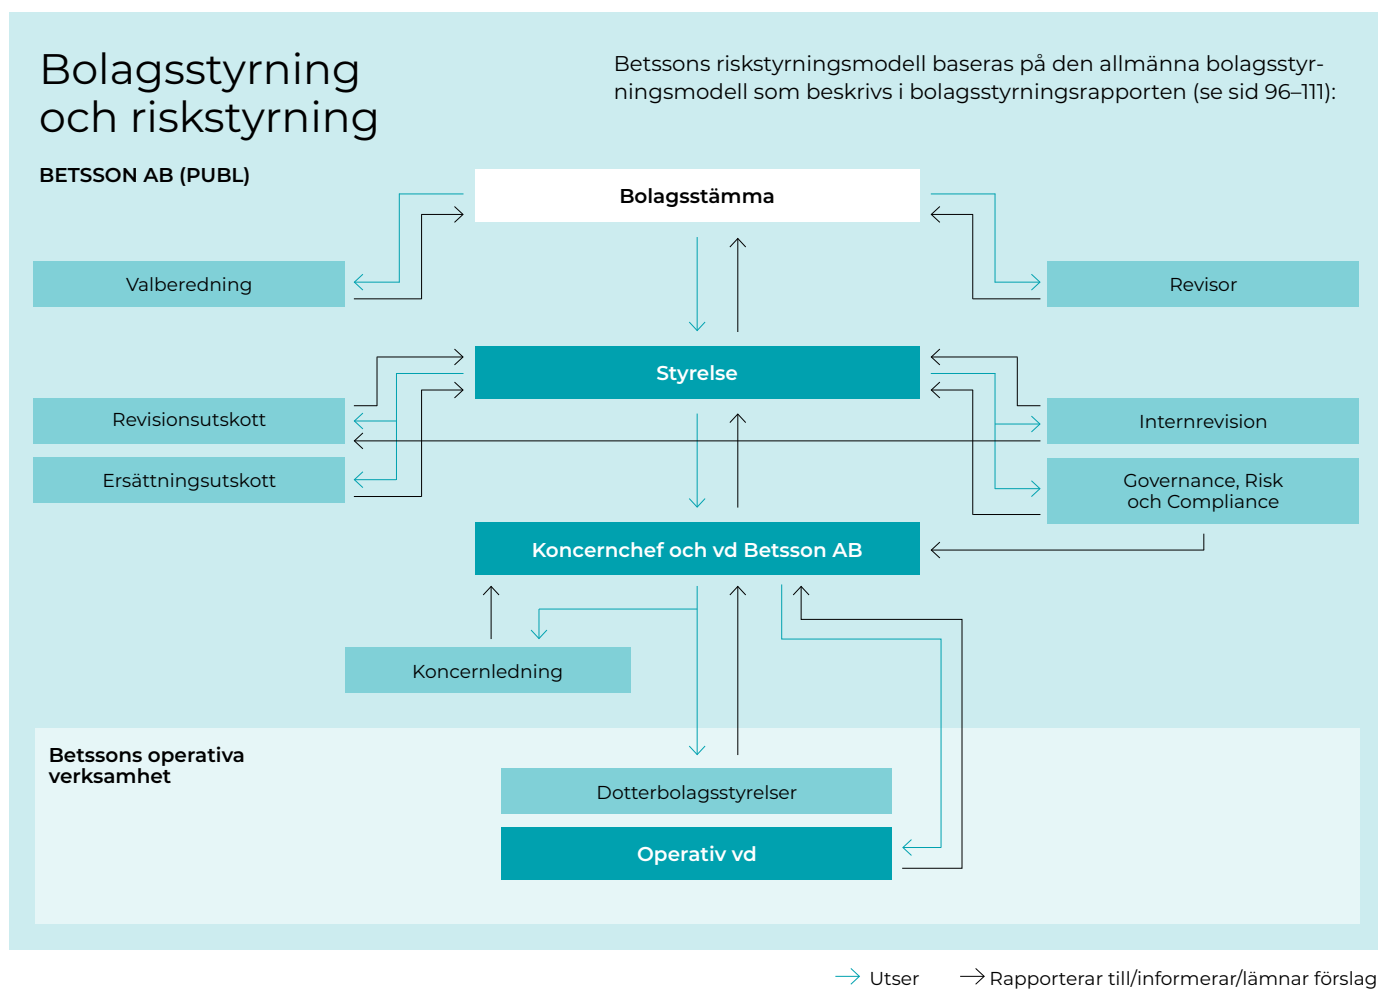 Bolagsstyrning
och riskstyrning
Betssons riskstyrningsmodell baseras på den allmänna bolagsstyr-
ningsmodell som beskrivs i bolagsstyrningsrapporten (se sid 96–111):
BETSSON AB (PUBL)
Bolagsstämma
Valberedning
Revisor
Styrelse
Revisionsutskott
Internrevision
Ersättningsutskott
Governance, Risk
och Compliance
Koncernchef och vd Betsson AB
Koncernledning
Betssons operativa
verksamhet
Dotterbolagsstyrelser
Operativ vd
Utser
Rapporterar till/informerar/lämnar förslag